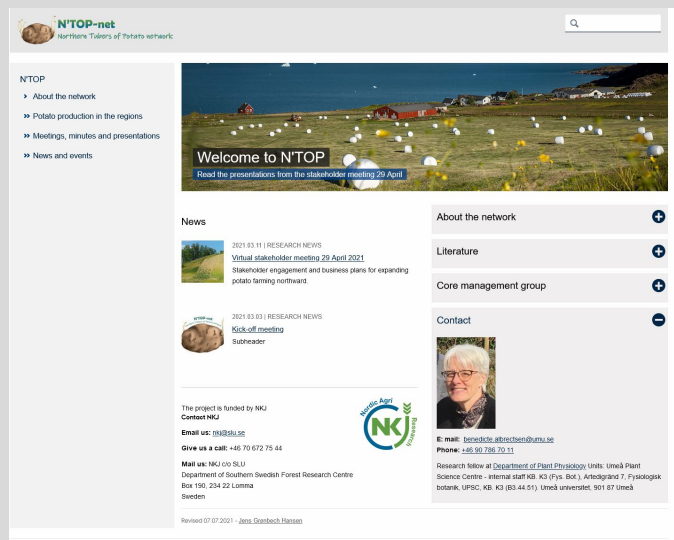 N'TOP-net
Northern Tubers of Potato network
N'TOP
About the network
Potato production in the regions
Meetings, minutes and presentations
News and events
Welcome to N'TOP
Read the presentations from the stakeholder meeting 29 April
News
2021.03.11 | RESEARCH NEWS
Virtual stakeholder meeting 29 April 2021
Stakeholder engagement and business plans for expanding
potato farming northward.
N'TOP-net
2021.03.03 | RESEARCH NEWS
Kick-off meeting
Subheader
The project is funded by NKJ
Contact NKJ
Email us: nkj@slu.se
Give us a call: +46 70 672 75 44
Mail us: NKJ c/o SLU
Department of Southern Swedish Forest Research Centre
Box 190, 234 22 Lomma
Sweden
Nordic Agri
NKJ
Research
About the network
Literature
Core management group
Contact
E: mail: benedicte.albrectsen@umu.se
Phone: +46 90 786 70 11
Research fellow at Department of Plant Physiology Units: Umeå Plant
Science Centre - internal staff KB. K3 (Fys. Bot.), Artedigränd 7, Fysiologisk
botanik, UPSC, KB. K3 (B3.44.51). Umeå universitet, 901 87 Umeå
Revised 07.07.2021 - Jens Grønbech Hansen